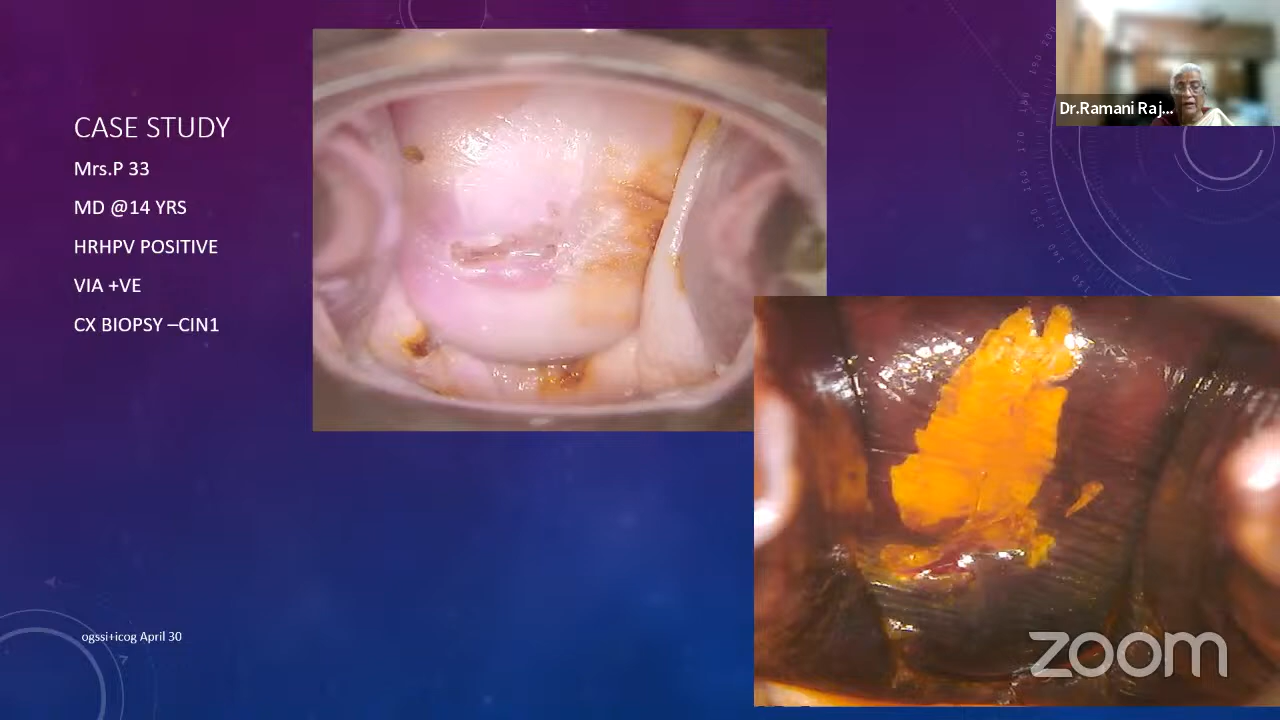 CASE STUDY
Mrs.P 33
MD @14 YRS
HRHPV POSITIVE
VIA +VE
CX BIOPSY –CIN1
ogssi+icog April 30
Dr.Ramani Raj...
zoom